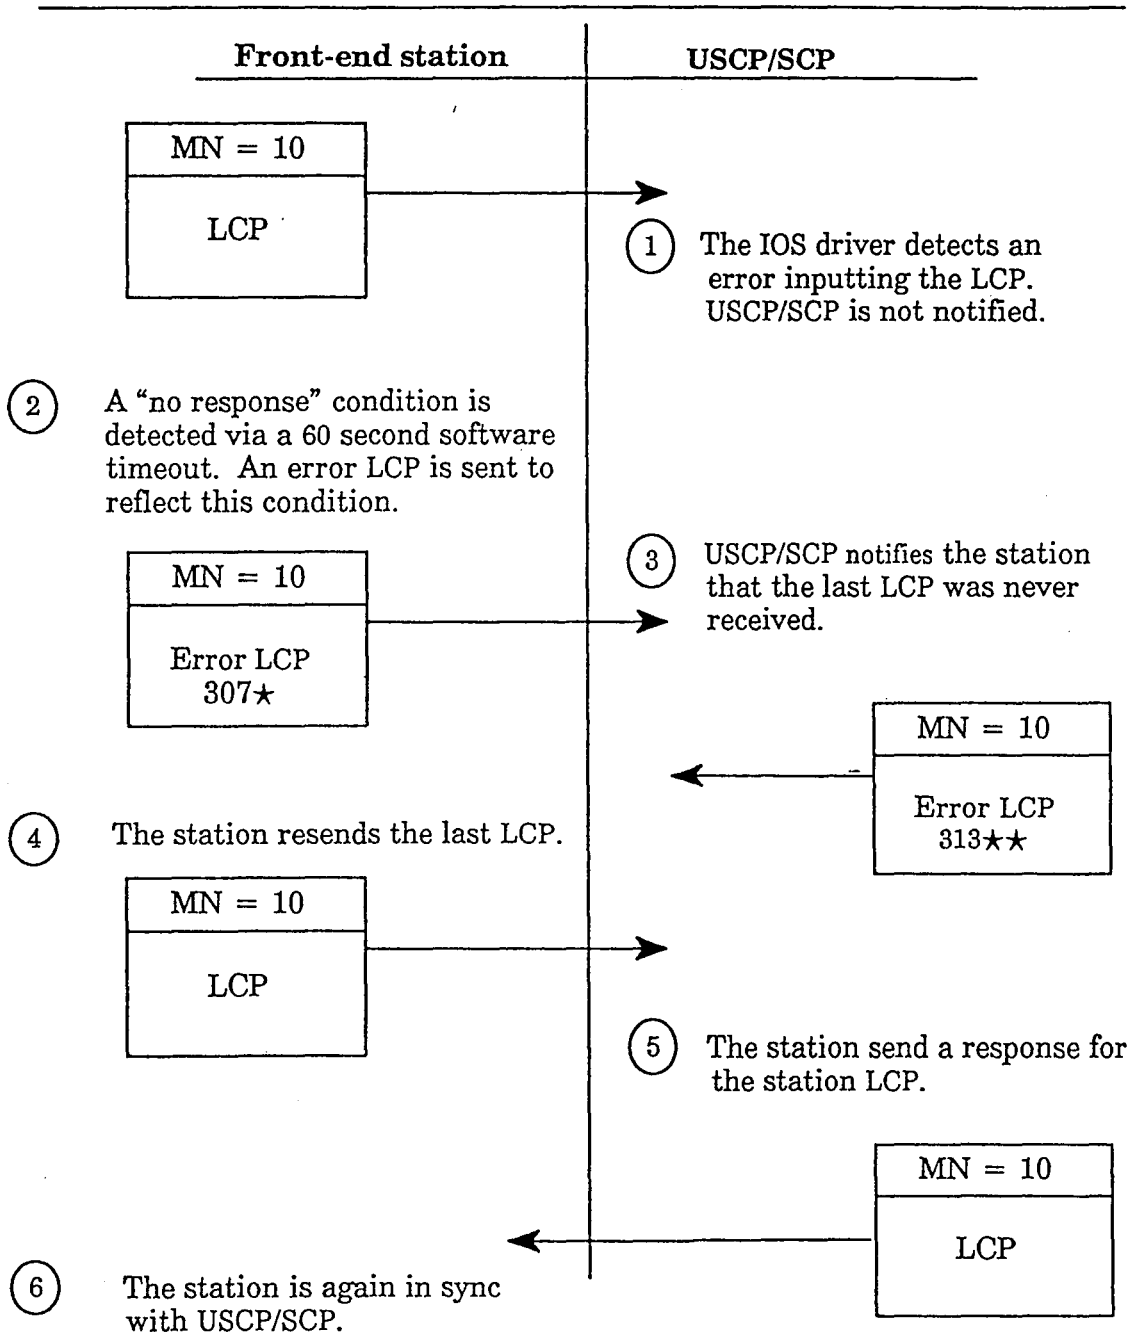 Front-end station
USCP/SCP
MN = 10
LCP
1
The IOS driver detects an
error inputting the LCP.
USCP/SCP is not notified.
2
A “no response” condition is
detected via a 60 second software
timeout. An error LCP is sent to
reflect this condition.
MN = 10
Error LCP
307★
3
USCP/SCP notifies the station
that the last LCP was never
received.
MN = 10
Error LCP
313★★
4
The station resends the last LCP.
MN = 10
LCP
5
The station send a response for
the station LCP.
MN = 10
LCP
6
The station is again in sync
with USCP/SCP.